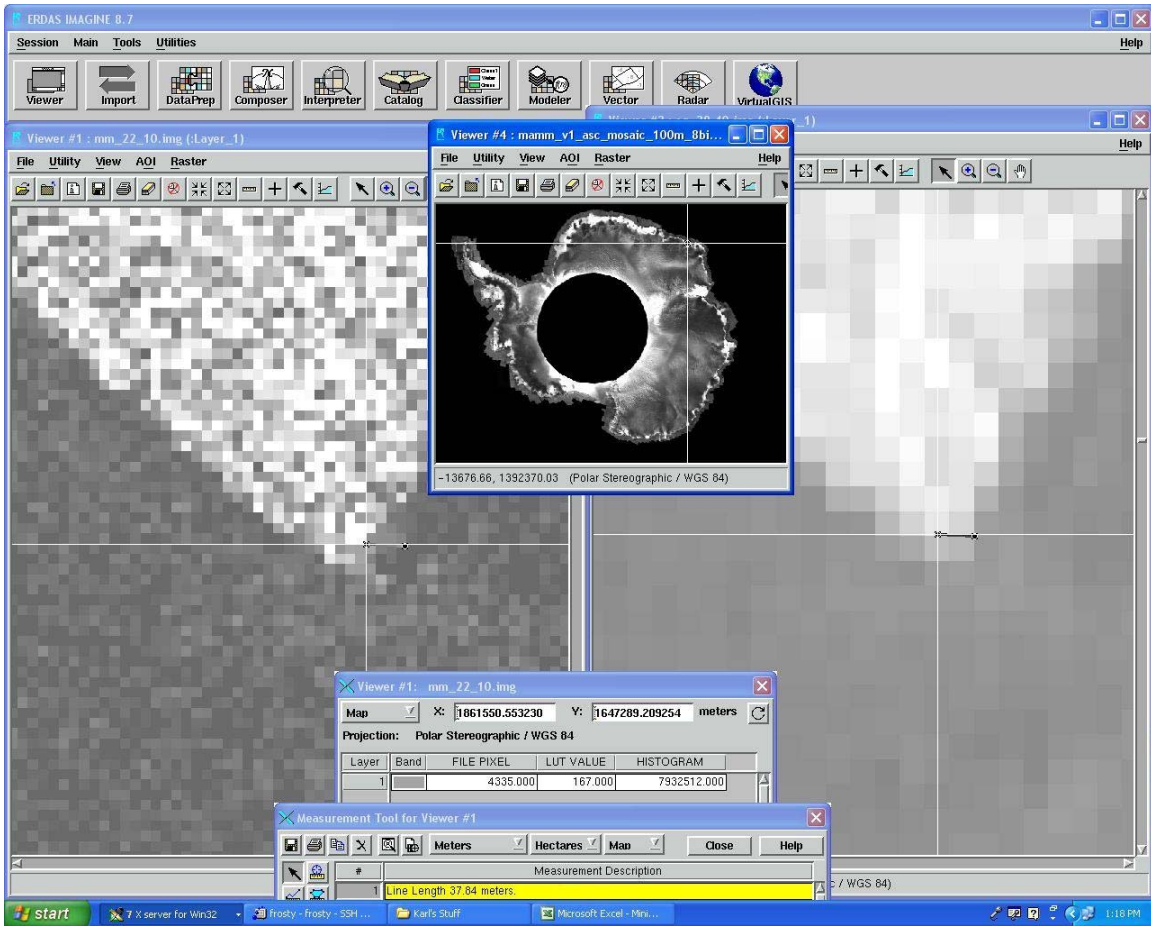 ERDAS IMAGINE 8.7
Session Main Tools Utilities Help
Viewer Import DataPrep Composer Interpreter Catalog Classifier Modeler Vector Radar VirtualGIS
Viewer #1 : mm_22_10.img (:Layer_1)
File Utility View AOI Raster
Viewer #4 : mamm_v1_asc_mosaic_100m_8bi...
File Utility View AOI Raster Help
-13676.66, 1392370.03 (Polar Stereographic / WGS 84)
Help
Viewer #1: mm_22_10.img
Map X: 1861550.553230 Y: 1647289.209254 meters
Projection: Polar Stereographic / WGS 84
Layer Band FILE PIXEL LUT VALUE HISTOGRAM
1 4335.000 167.000 7932512.000
Measurement Tool for Viewer #1
Meters Hectares Map Close Help
# Measurement Description
1 Line Length 37.84 meters.
/ WGS 84)
start 7 X server for Win32 frosty - frosty - SSH ... Karl's Stuff Microsoft Excel - Mini... 1:18 PM